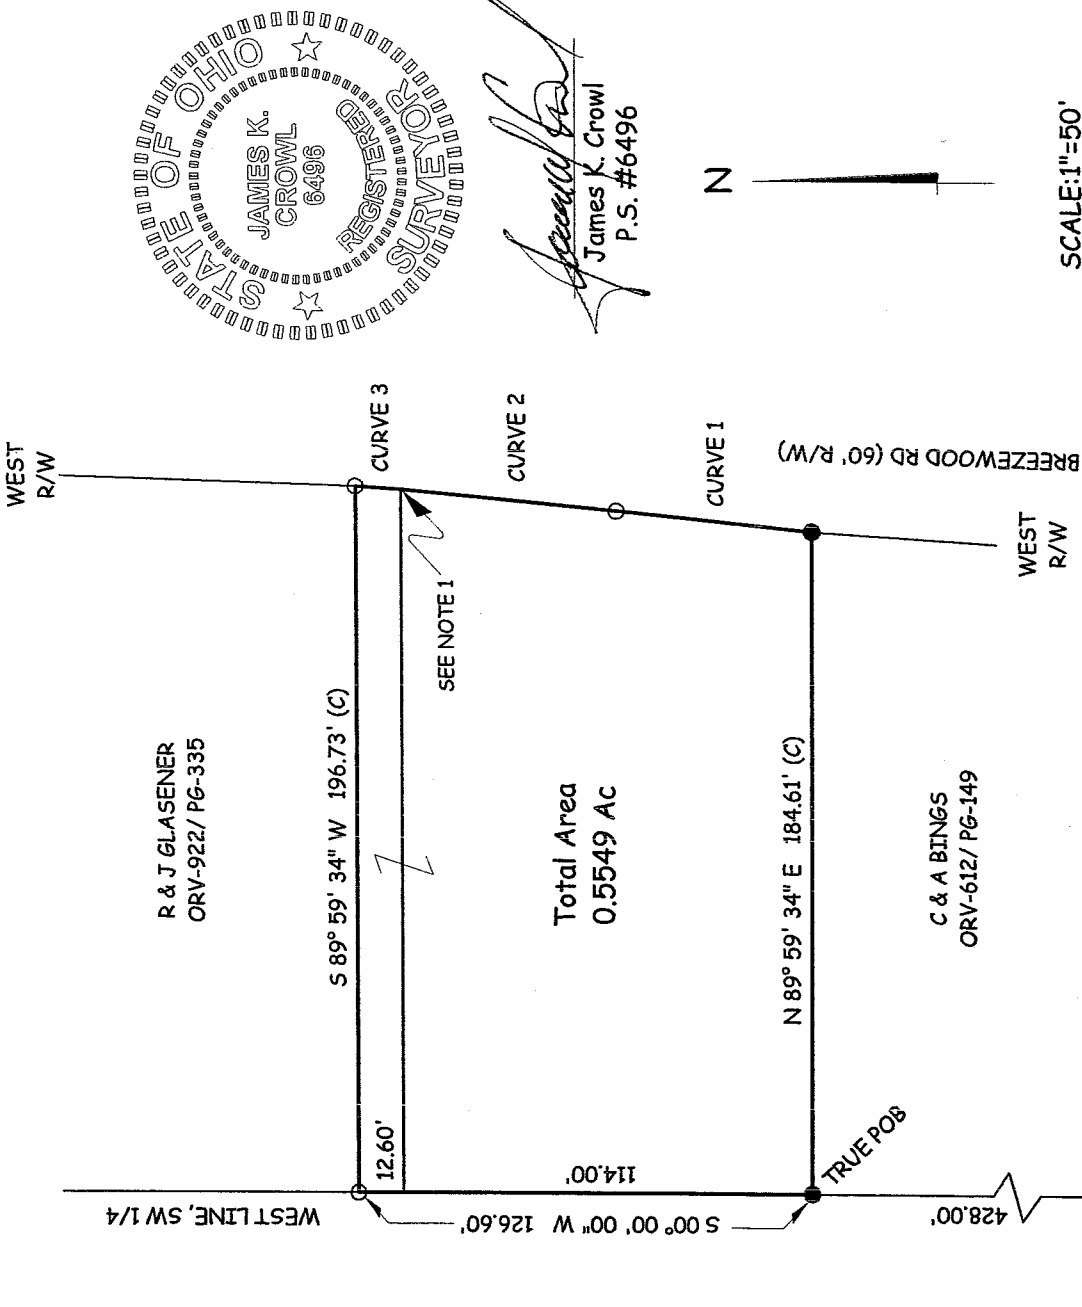 WEST
R/W
R & J GLASENER
ORV-922/ PG-335
WEST LINE, SW 1/4
S 89° 59' 34" W 196.73' (C)
12.60'
CURVE 3
SEE NOTE 1
CURVE 2
S 00° 00' 00" W 126.60'
114.00'
Total Area
0.5549 Ac
CURVE 1
BREEZEWOOD RD (60' R/W)
N 89° 59' 34" E 184.61' (C)
TRUE POB
428.00'
C & A BINGS
ORV-612/ PG-149
WEST
R/W
STATE OF OHIO
JAMES K.
CROWL
6496
REGISTERED
SURVEYOR
James K. Crowl
P.S. #6496
N
SCALE:1"=50'